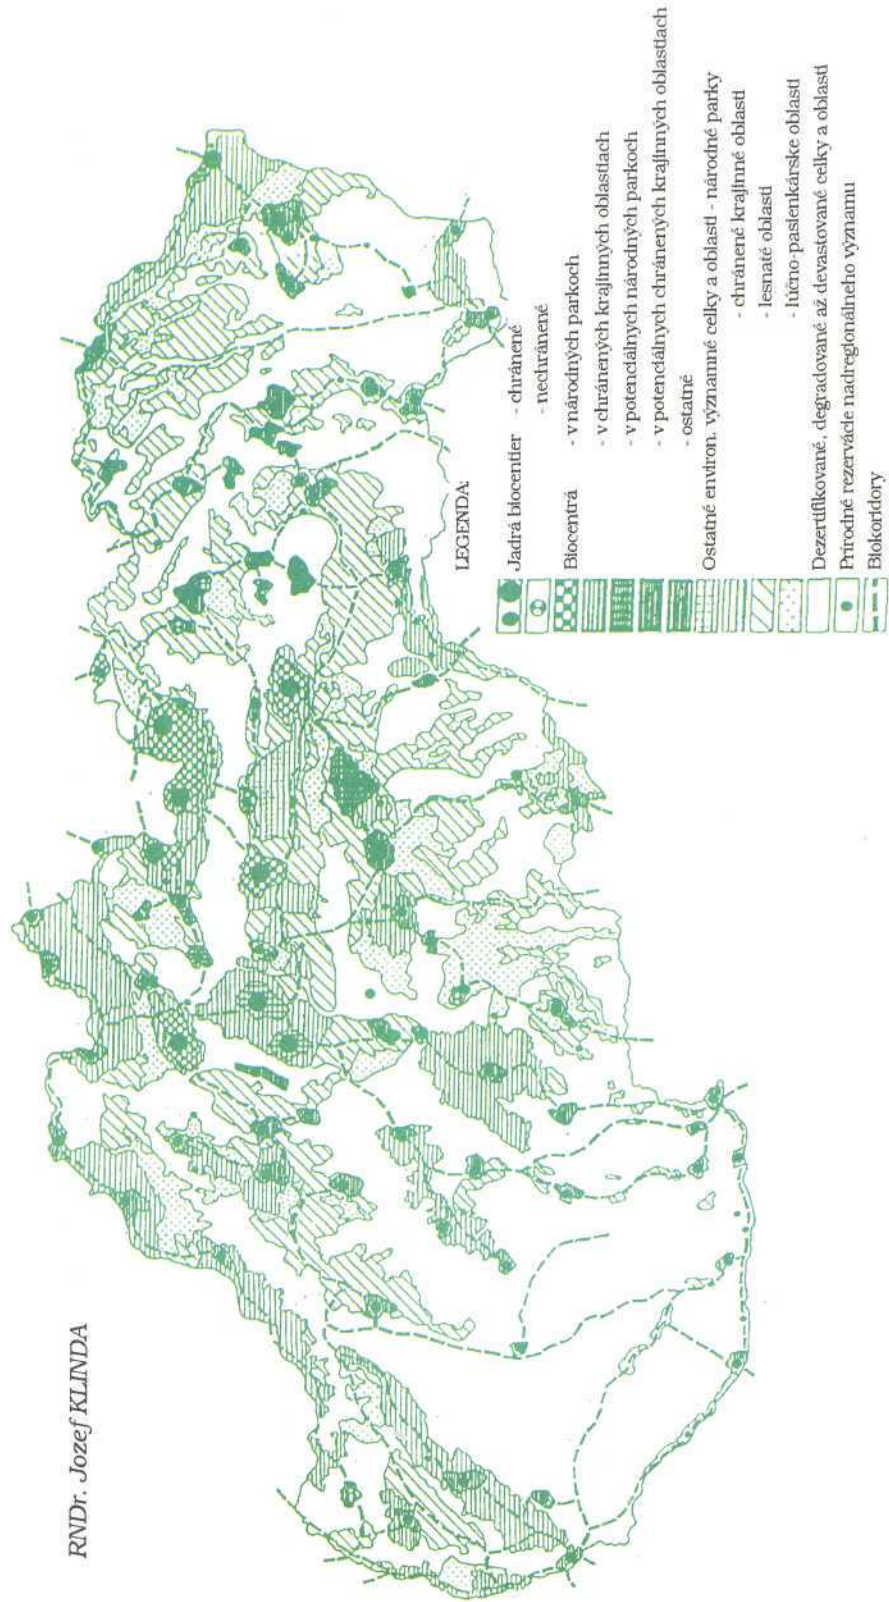 RNDr. Jozef KLINDA
LEGENDA:
Jadrá biocentier - chránené
- nechránené
Biocentrá - v národných parkoch
- v chránených krajinných oblastiach
- v potenciálnych národných parkoch
- v potenciálnych chránených krajinných oblastiach
- ostatné
Ostatné environ. významné celky a oblasti - národné parky
- chránené krajinné oblasti
- lesnaté oblasti
- lúčno-pasienkárske oblasti
Dezertifikované, degradované až devastované celky a oblasti
Prírodné rezervácie nadregionálneho významu
Biokoridory